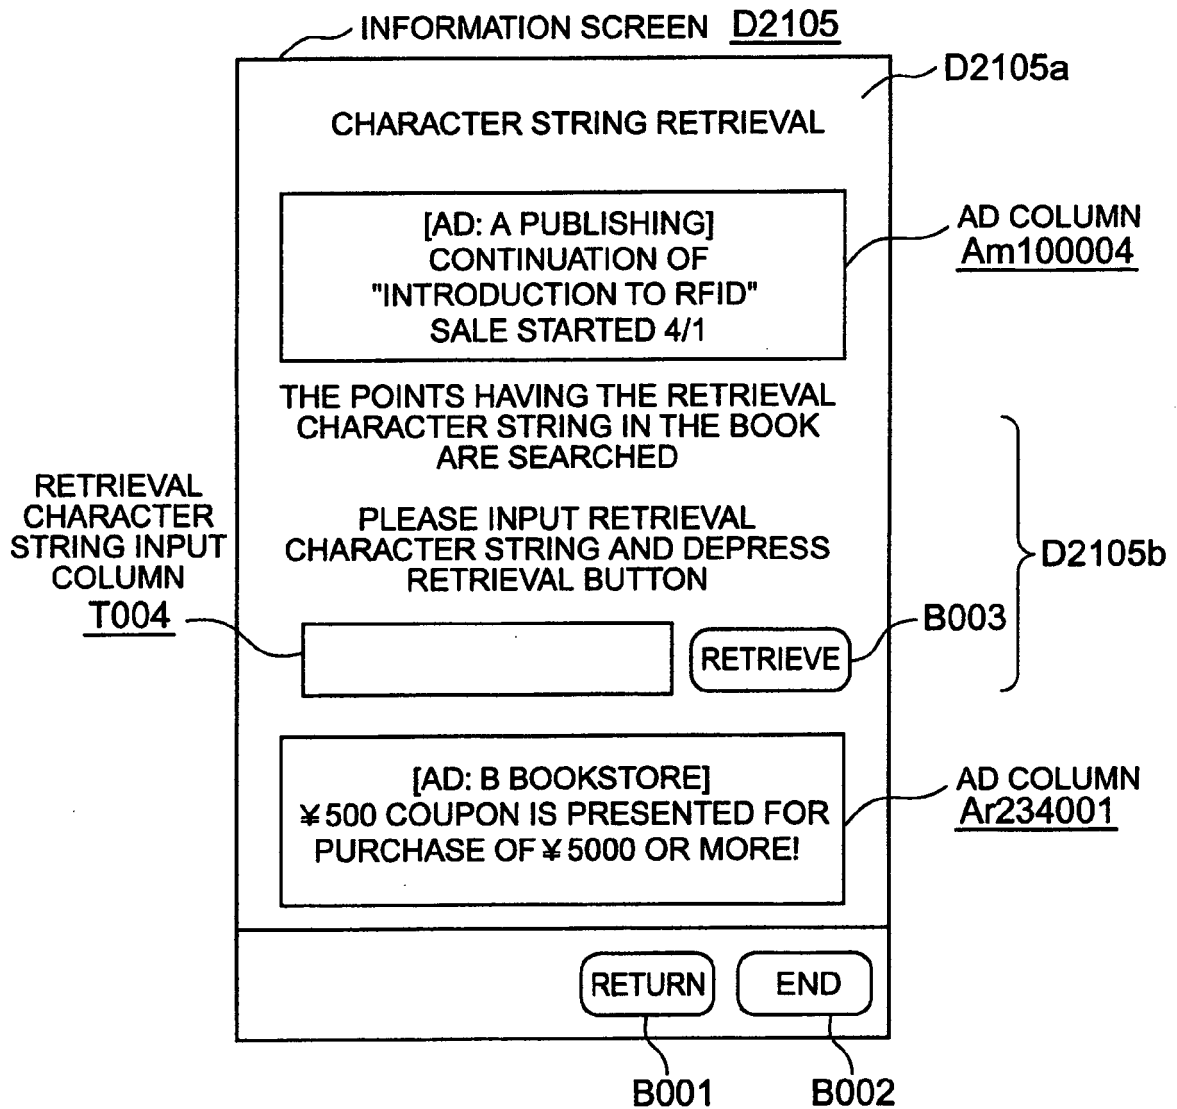 INFORMATION SCREEN D2105
D2105a
CHARACTER STRING RETRIEVAL
[AD: A PUBLISHING]
CONTINUATION OF
"INTRODUCTION TO RFID"
SALE STARTED 4/1
AD COLUMN
Am100004
THE POINTS HAVING THE RETRIEVAL
CHARACTER STRING IN THE BOOK
ARE SEARCHED
RETRIEVAL
CHARACTER
STRING INPUT
COLUMN
T004
PLEASE INPUT RETRIEVAL
CHARACTER STRING AND DEPRESS
RETRIEVAL BUTTON
D2105b
B003
RETRIEVE
[AD: B BOOKSTORE]
¥500 COUPON IS PRESENTED FOR
PURCHASE OF ¥5000 OR MORE!
AD COLUMN
Ar234001
RETURN
END
B001
B002